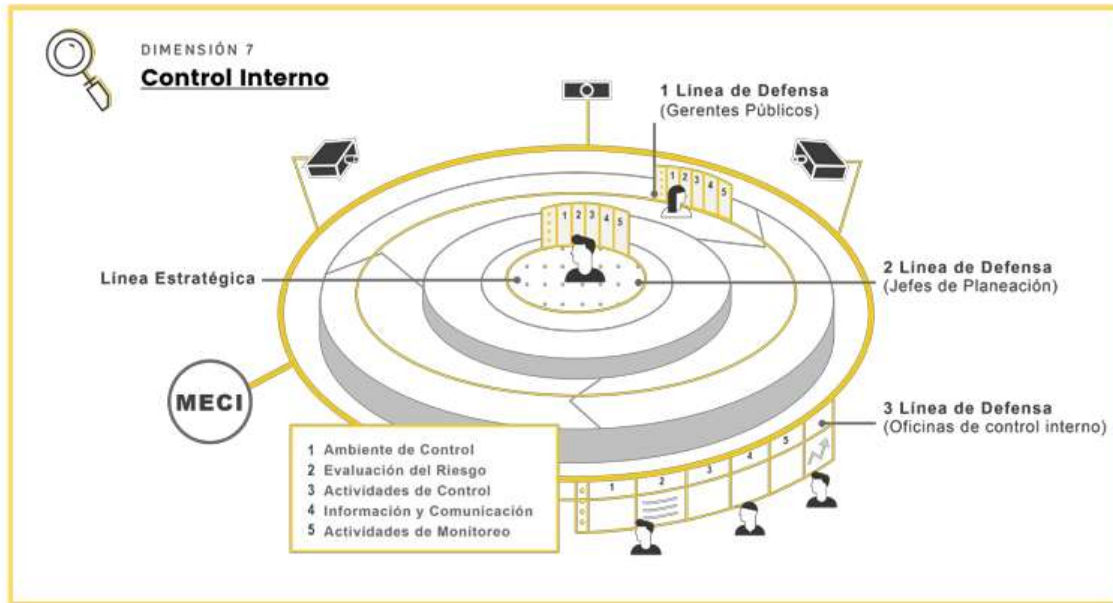 DIMENSIÓN 7
Control Interno
1 Línea de Defensa
(Gerentes Públicos)
1 2 3 4 5
1 2 3 4 5
Línea Estratégica
2 Línea de Defensa
(Jefes de Planeación)
MECI
3 Línea de Defensa
(Oficinas de control interno)
1 Ambiente de Control
2 Evaluación del Riesgo
3 Actividades de Control
4 Información y Comunicación
5 Actividades de Monitoreo
1 2 3 4 5